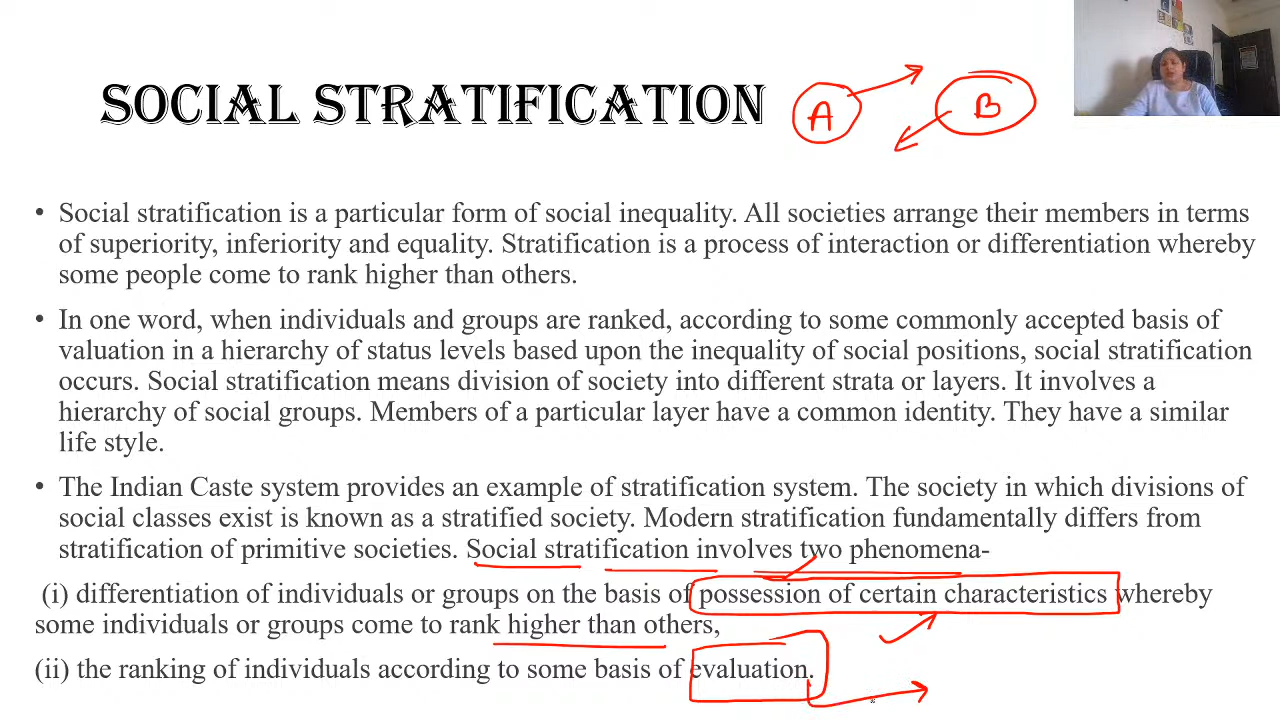 SOCIAL STRATIFICATION
A
B
• Social stratification is a particular form of social inequality. All societies arrange their members in terms
of superiority, inferiority and equality. Stratification is a process of interaction or differentiation whereby
some people come to rank higher than others.
• In one word, when individuals and groups are ranked, according to some commonly accepted basis of
valuation in a hierarchy of status levels based upon the inequality of social positions, social stratification
occurs. Social stratification means division of society into different strata or layers. It involves a
hierarchy of social groups. Members of a particular layer have a common identity. They have a similar
life style.
• The Indian Caste system provides an example of stratification system. The society in which divisions of
social classes exist is known as a stratified society. Modern stratification fundamentally differs from
stratification of primitive societies. Social stratification involves two phenomena-
(i) differentiation of individuals or groups on the basis of possession of certain characteristics whereby
some individuals or groups come to rank higher than others,
(ii) the ranking of individuals according to some basis of evaluation.